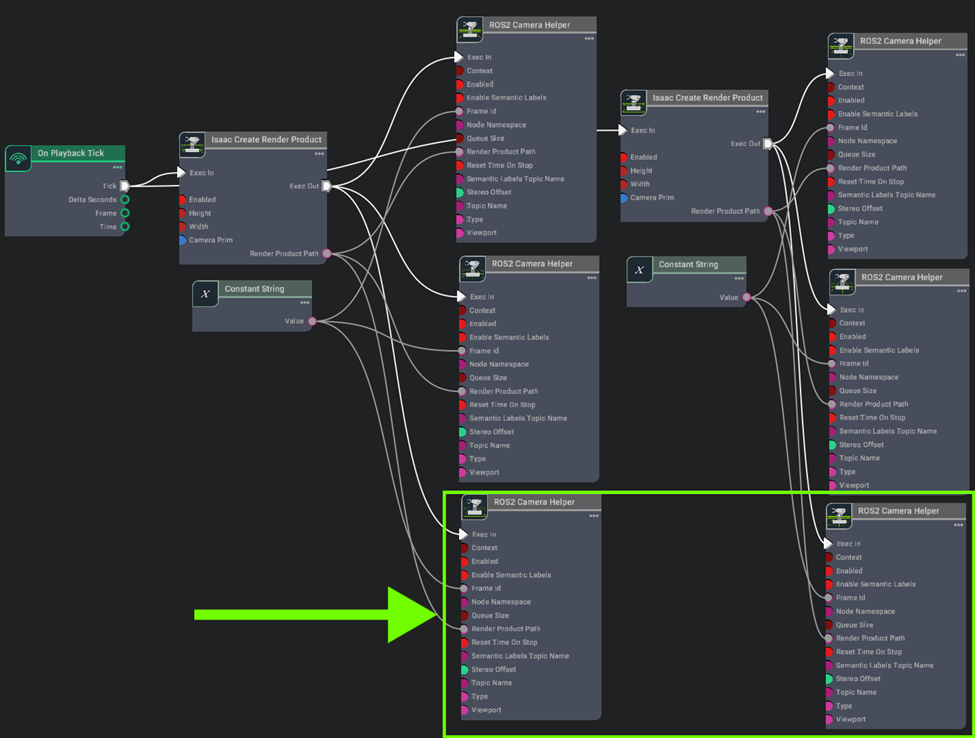 On Playback Tick
Tick
Delta Seconds
Frame
Time
Isaac Create Render Product
Exec In
Exec Out
Enabled
Height
Width
Camera Prim
Render Product Path
X
Constant String
Value
ROS2 Camera Helper
Exec In
Context
Enabled
Enable Semantic Labels
Frame Id
Node Namespace
Queue Size
Render Product Path
Reset Time On Stop
Semantic Labels Topic Name
Stereo Offset
Topic Name
Type
Viewport
ROS2 Camera Helper
Exec In
Context
Enabled
Enable Semantic Labels
Frame Id
Node Namespace
Queue Size
Render Product Path
Reset Time On Stop
Semantic Labels Topic Name
Stereo Offset
Topic Name
Type
Viewport
ROS2 Camera Helper
Exec In
Context
Enabled
Enable Semantic Labels
Frame Id
Node Namespace
Queue Size
Render Product Path
Reset Time On Stop
Semantic Labels Topic Name
Stereo Offset
Topic Name
Type
Viewport
Isaac Create Render Product
Exec In
Exec Out
Enabled
Height
Width
Camera Prim
Render Product Path
X
Constant String
Value
ROS2 Camera Helper
Exec In
Context
Enabled
Enable Semantic Labels
Frame Id
Node Namespace
Queue Size
Render Product Path
Reset Time On Stop
Semantic Labels Topic Name
Stereo Offset
Topic Name
Type
Viewport
ROS2 Camera Helper
Exec In
Context
Enabled
Enable Semantic Labels
Frame Id
Node Namespace
Queue Size
Render Product Path
Reset Time On Stop
Semantic Labels Topic Name
Stereo Offset
Topic Name
Type
Viewport
ROS2 Camera Helper
Exec In
Context
Enabled
Enable Semantic Labels
Frame Id
Node Namespace
Queue Size
Render Product Path
Reset Time On Stop
Semantic Labels Topic Name
Stereo Offset
Topic Name
Type
Viewport